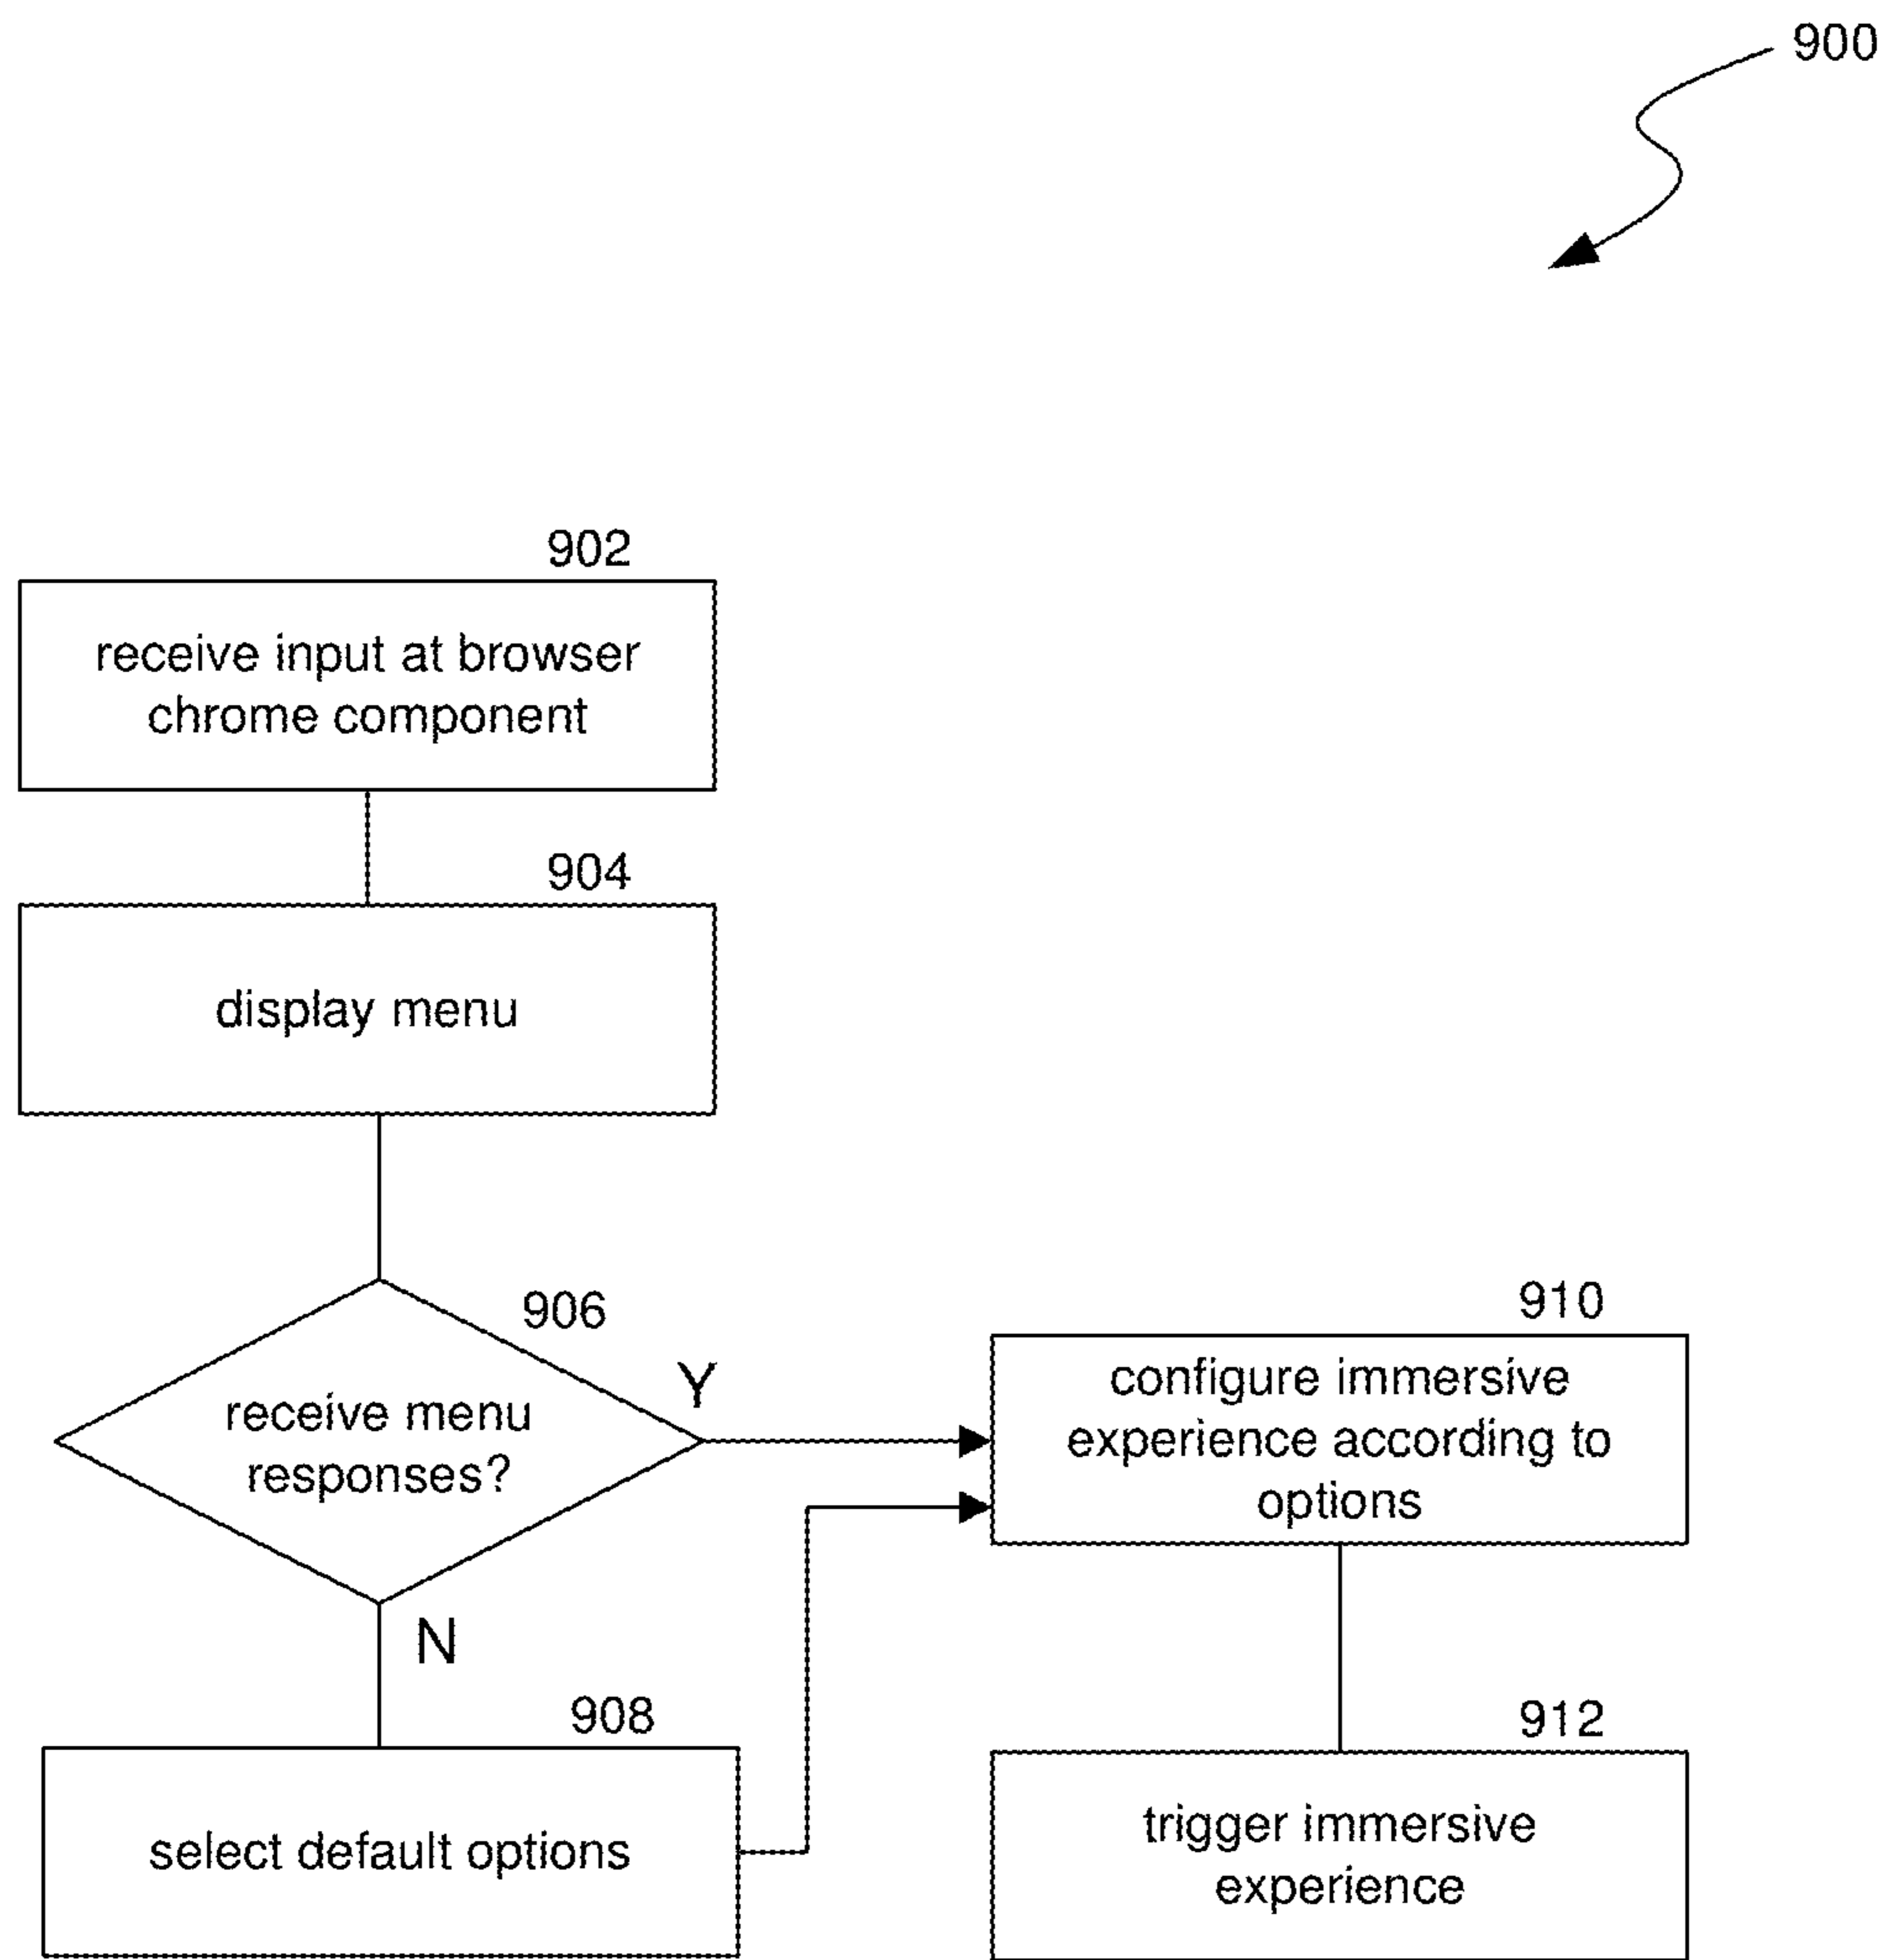 900
902
receive input at browser
chrome component
904
display menu
906
receive menu
responses?
Y
N
908
select default options
910
configure immersive
experience according to
options
912
trigger immersive
experience